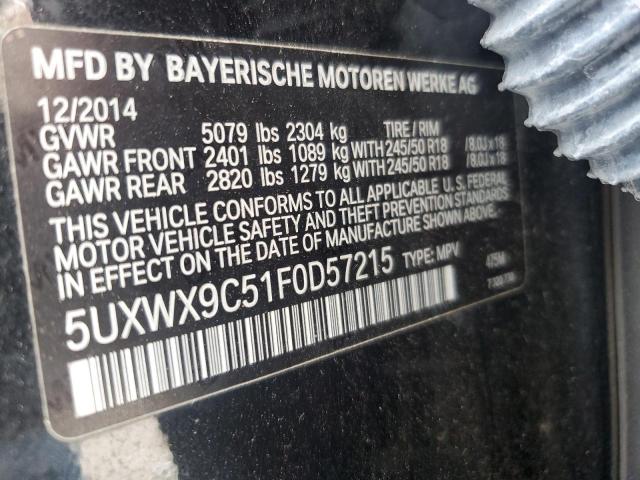 MFD BY BAYERISCHE MOTOREN WERKE AG
12/2014
GVWR 5079 lbs 2304 kg TIRE / RIM
GAWR FRONT 2401 lbs 1089 kg WITH 245/50 R18 /8.0J x 18
GAWR REAR 2820 lbs 1279 kg WITH 245/50 R18 /8.0J x 18
THIS VEHICLE CONFORMS TO ALL APPLICABLE U.S. FEDERAL
MOTOR VEHICLE SAFETY AND THEFT PREVENTION STANDARDS
IN EFFECT ON THE DATE OF MANUFACTURE SHOWN ABOVE.
5UXWX9C51F0D57215 TYPE: MPV 475M